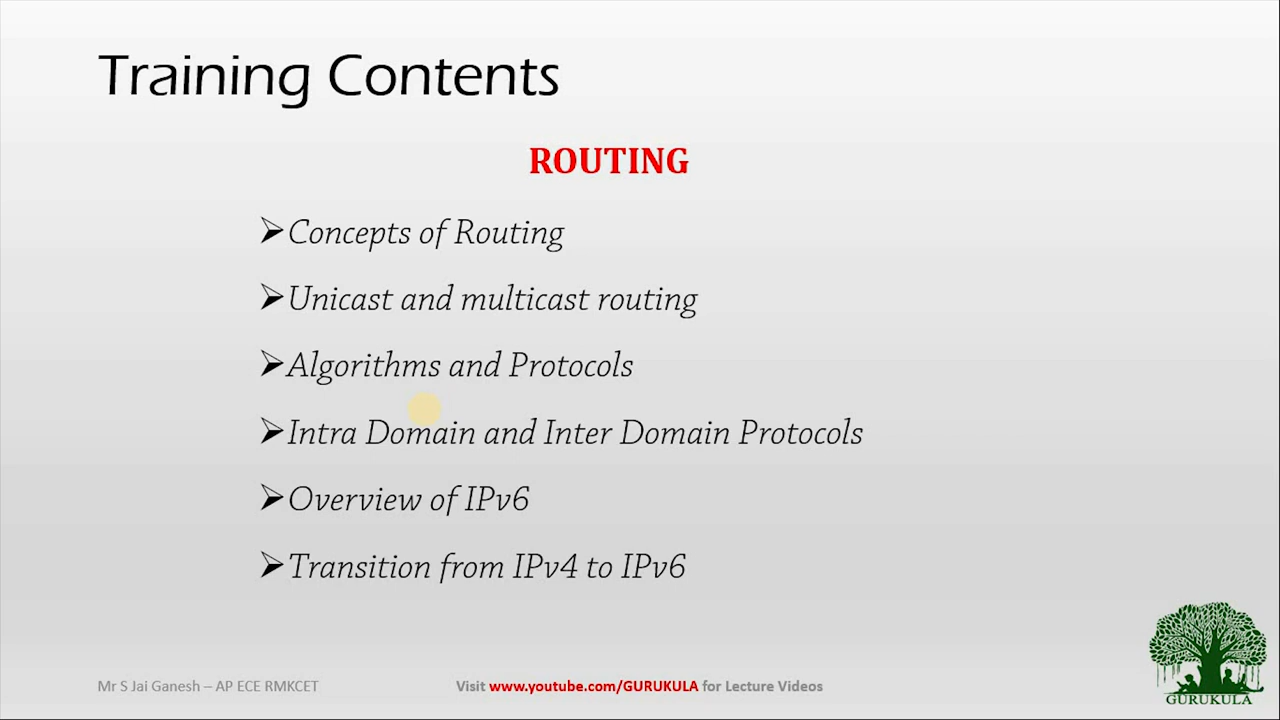 Training Contents
ROUTING
➢Concepts of Routing
➢Unicast and multicast routing
➢Algorithms and Protocols
➢Intra Domain and Inter Domain Protocols
➢Overview of IPv6
➢Transition from IPv4 to IPv6
Mr S Jai Ganesh – AP ECE RMKCET
Visit www.youtube.com/GURUKULA for Lecture Videos
GURUKULA